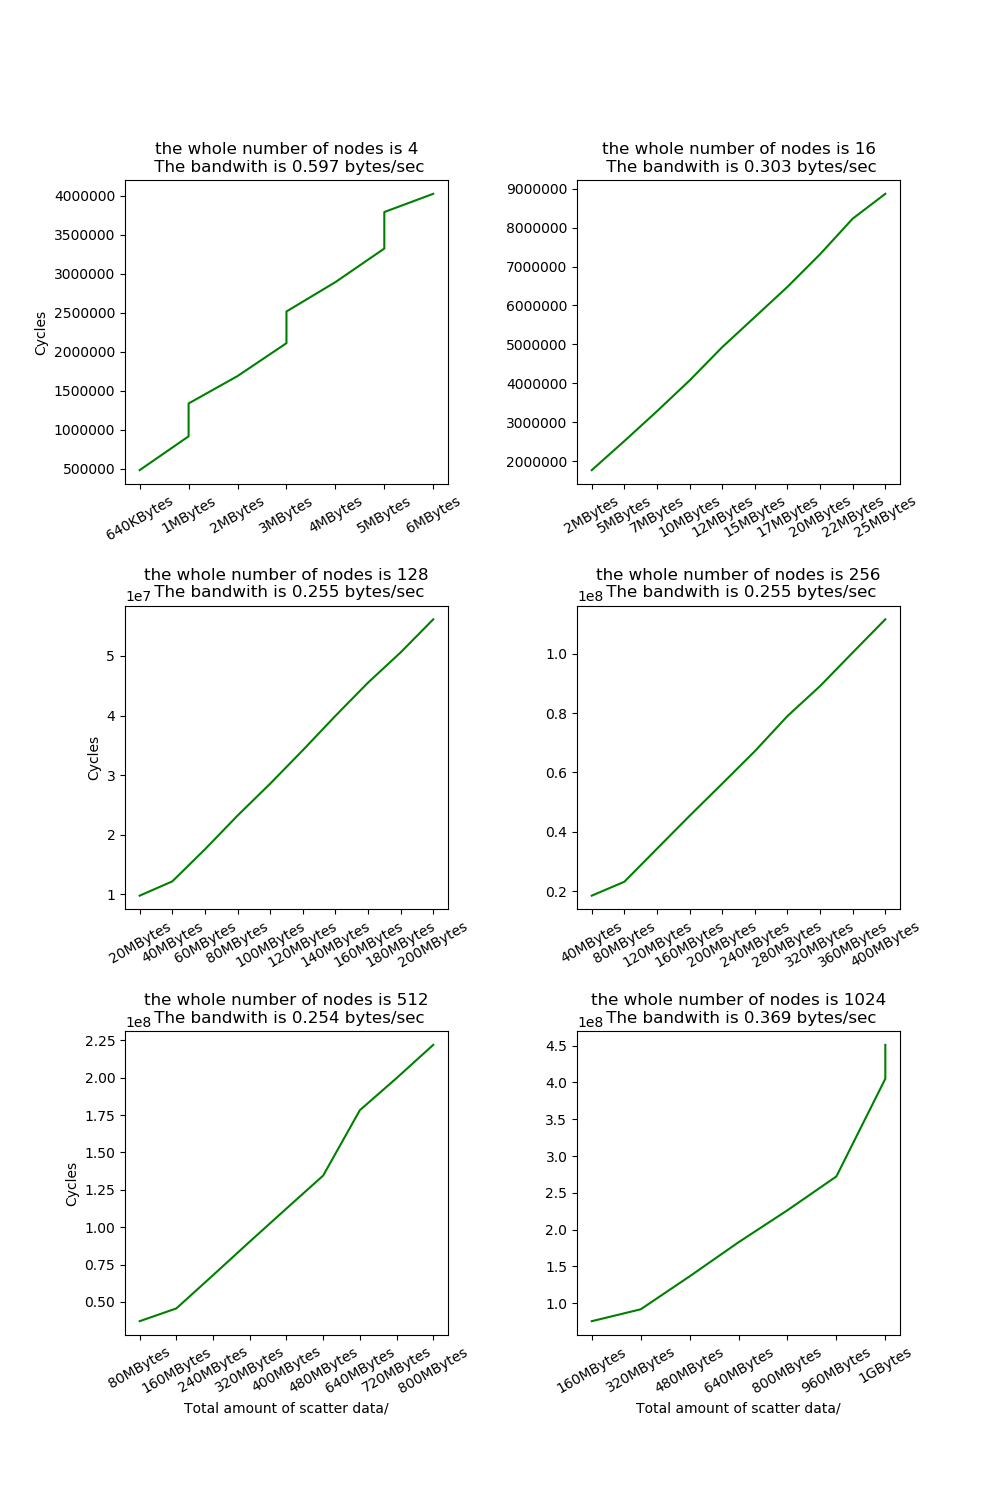 the whole number of nodes is 4
The bandwith is 0.597 bytes/sec
4000000
3500000
3000000
2500000
2000000
1500000
1000000
500000
Cycles
640KBytes
1MBytes
2MBytes
3MBytes
4MBytes
5MBytes
6MBytes
the whole number of nodes is 16
The bandwith is 0.303 bytes/sec
9000000
8000000
7000000
6000000
5000000
4000000
3000000
2000000
2MBytes
5MBytes
7MBytes
10MBytes
12MBytes
15MBytes
17MBytes
20MBytes
22MBytes
25MBytes
the whole number of nodes is 128
The bandwith is 0.255 bytes/sec
1e7
5
4
3
2
1
Cycles
20MBytes
40MBytes
60MBytes
80MBytes
100MBytes
120MBytes
140MBytes
160MBytes
180MBytes
200MBytes
the whole number of nodes is 256
The bandwith is 0.255 bytes/sec
1e8
1.0
0.8
0.6
0.4
0.2
40MBytes
80MBytes
120MBytes
160MBytes
200MBytes
240MBytes
280MBytes
320MBytes
360MBytes
400MBytes
the whole number of nodes is 512
The bandwith is 0.254 bytes/sec
1e8
2.25
2.00
1.75
1.50
1.25
1.00
0.75
0.50
Cycles
80MBytes
160MBytes
240MBytes
320MBytes
400MBytes
480MBytes
640MBytes
720MBytes
800MBytes
Total amount of scatter data/
the whole number of nodes is 1024
The bandwith is 0.369 bytes/sec
1e8
4.5
4.0
3.5
3.0
2.5
2.0
1.5
1.0
160MBytes
320MBytes
480MBytes
640MBytes
800MBytes
960MBytes
1GBytes
Total amount of scatter data/